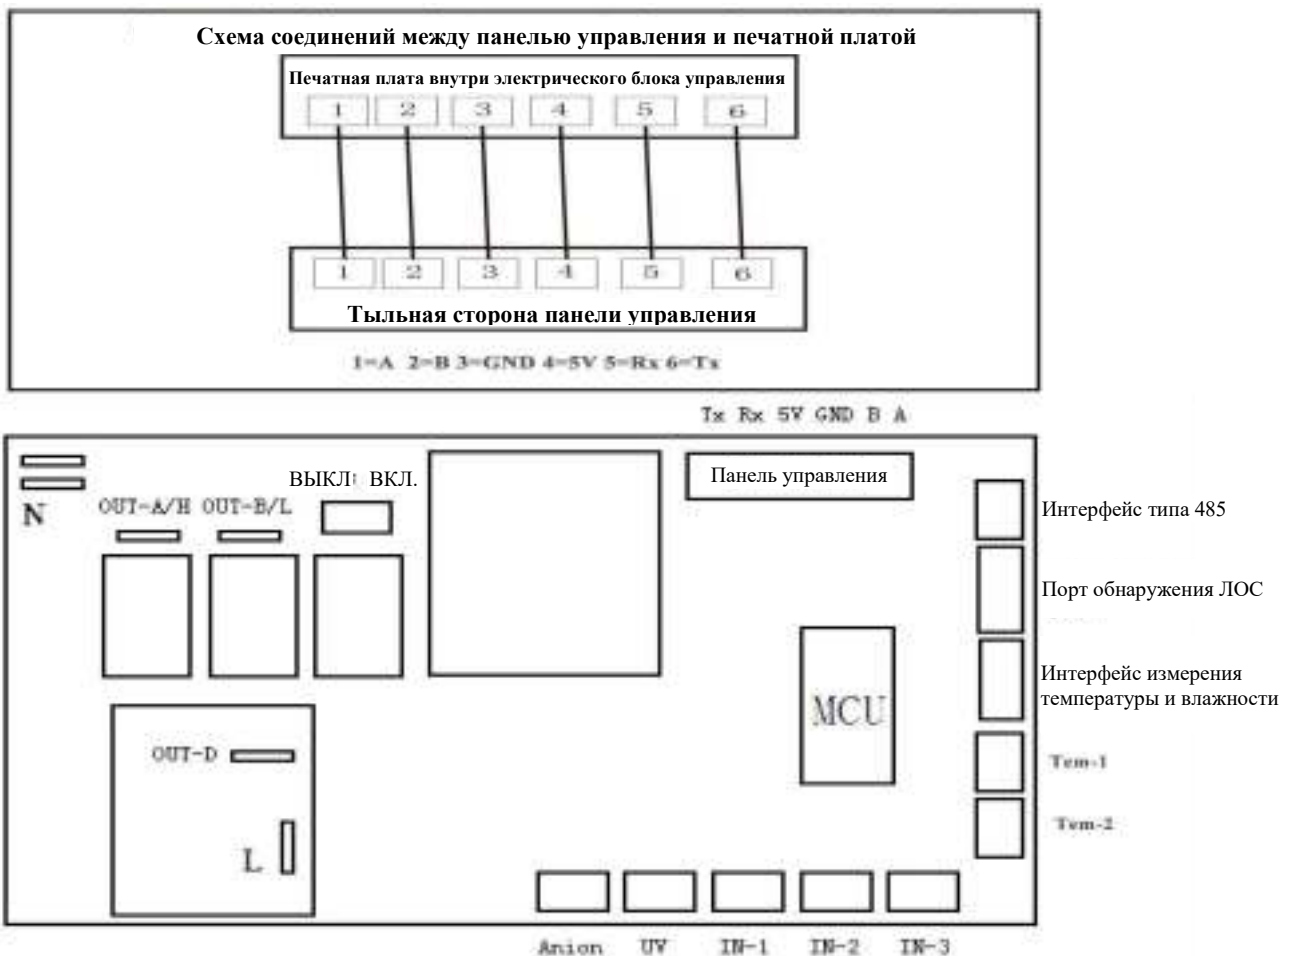 Схема соединений между панелью управления и печатной платой
Печатная плата внутри электрического блока управления
1 2 3 4 5 6
1 2 3 4 5 6
Тыльная сторона панели управления
1=A 2=B 3=GND 4=5V 5=Rx 6=Tx
Tx Rx 5V GND B A
ВЫКЛ ВКЛ.
Панель управления
N
OUT-A/H OUT-B/L
Интерфейс типа 485
Порт обнаружения ЛОС
Интерфейс измерения
температуры и влажности
MCU
OUT-D
Tem-1
Tem-2
L
Anion UV IN-1 IN-2 IN-3